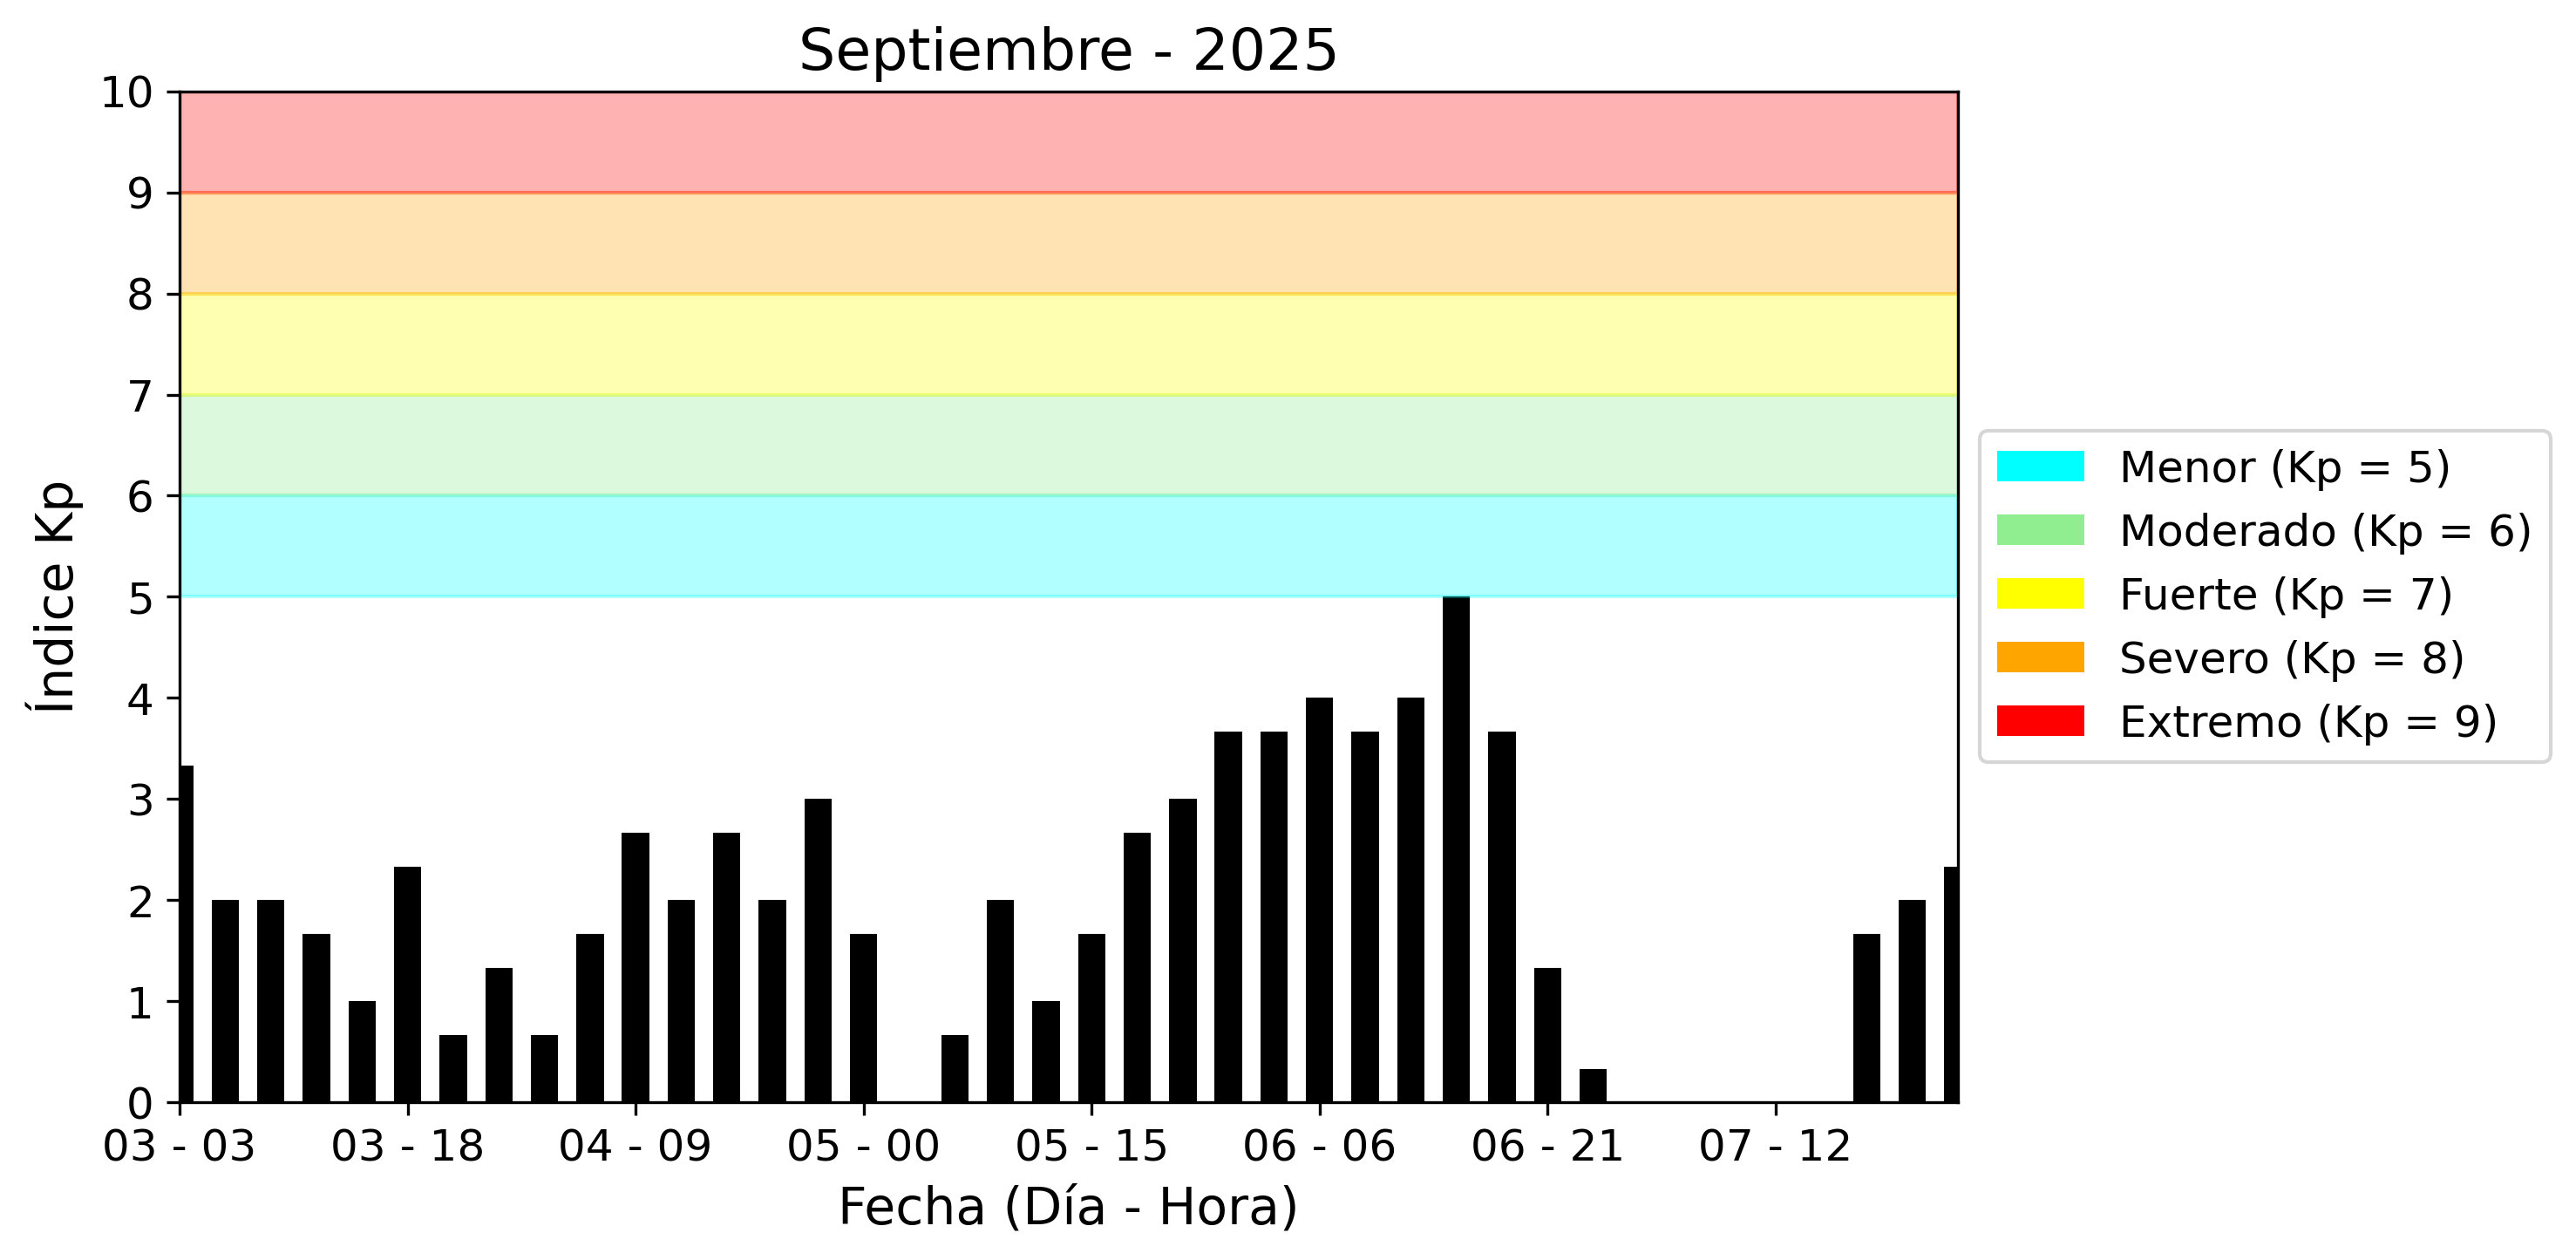 Septiembre - 2025
10
9
8
7
6
5
4
3
2
1
0
Índice Kp
03 - 03
03 - 18
04 - 09
05 - 00
05 - 15
06 - 06
06 - 21
07 - 12
Fecha (Día - Hora)
Menor (Kp = 5)
Moderado (Kp = 6)
Fuerte (Kp = 7)
Severo (Kp = 8)
Extremo (Kp = 9)